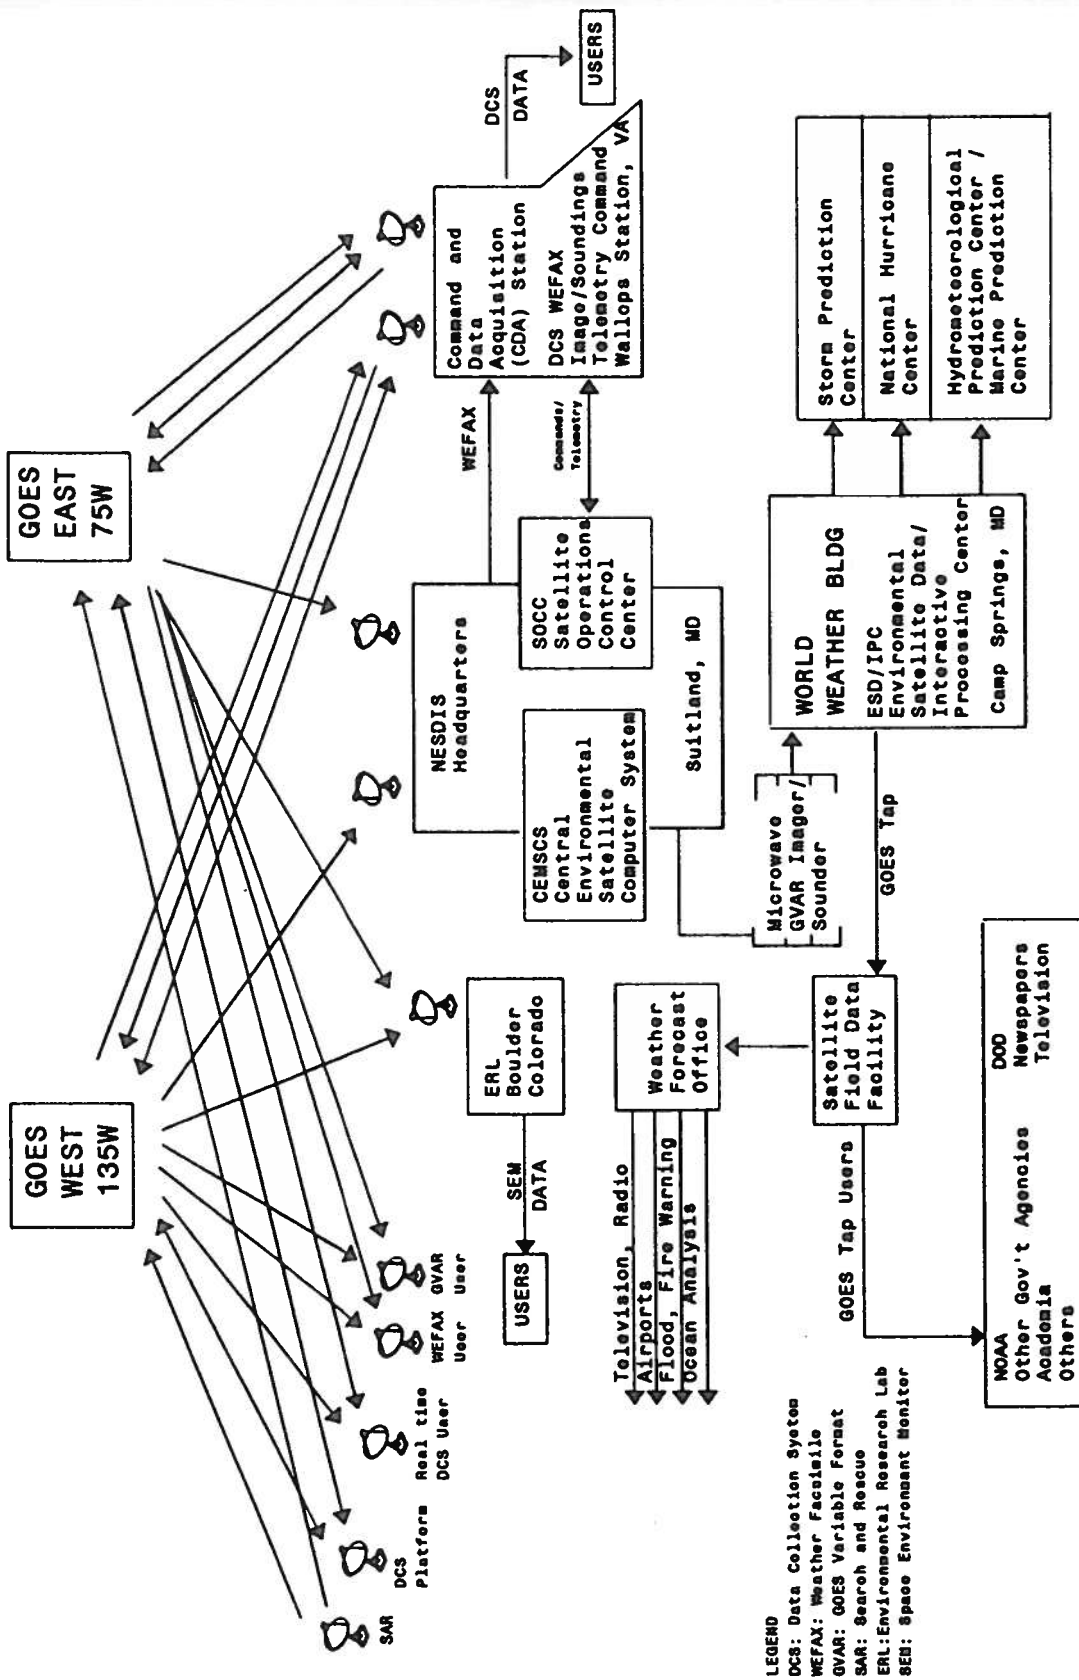 GOES
WEST
135W
GOES
EAST
75W
SAR
DCS
Platform
Real time
DCS User
WEFAX
User
GVAR
User
ERL
Boulder
Colorado
SEM
DATA
USERS
NESDIS
Headquarters
CEMSCS
Central
Environmental
Satellite
Computer System
SOCC
Satellite
Operations
Control
Center
Suitland, MD
WEFAX
Commands/
Telemetry
Command and
Data
Acquisition
(CDA) Station
DCS WEFAX
Image/Soundings
Telemetry Command
Wallops Station, VA
DCS
DATA
USERS
Television, Radio
Airports
Flood, Fire Warning
Ocean Analysis
Weather
Forecast
Office
Microwave
GVAR Imager/
Sounder
WORLD
WEATHER BLDG
ESD/IPC
Environmental
Satellite Data/
Interactive
Processing Center
Camp Springs, MD
Storm Prediction
Center
National Hurricane
Center
Hydrometeorological
Prediction Center /
Marine Prediction
Center
GOES Tap
Satellite
Field Data
Facility
GOES Tap Users
NOAA
Other Gov't Agencies
Academia
Others
DOD
Newspapers
Television
LEGEND
DCS: Data Collection System
WEFAX: Weather Facsimile
GVAR: GOES Variable Format
SAR: Search and Rescue
ERL:Environmental Research Lab
SEM: Space Environment Monitor